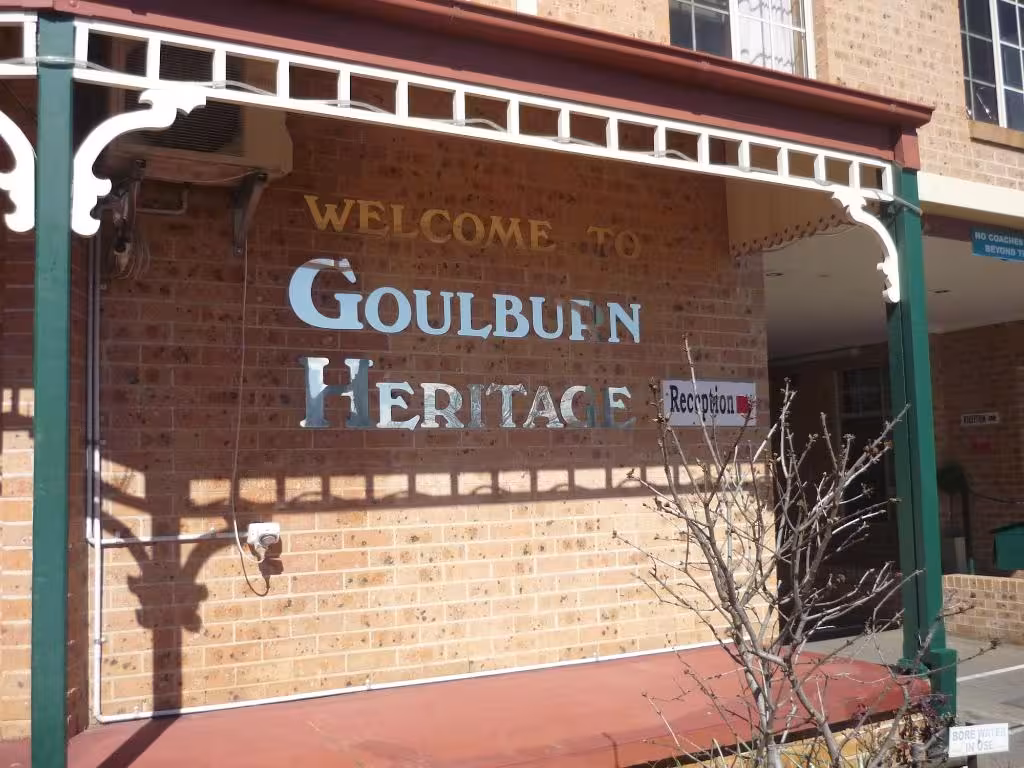 WELCOME TO
GOULBURN
HERITAGE
Reception
NO COACHES
BEYOND
BORE WATER
IN USE